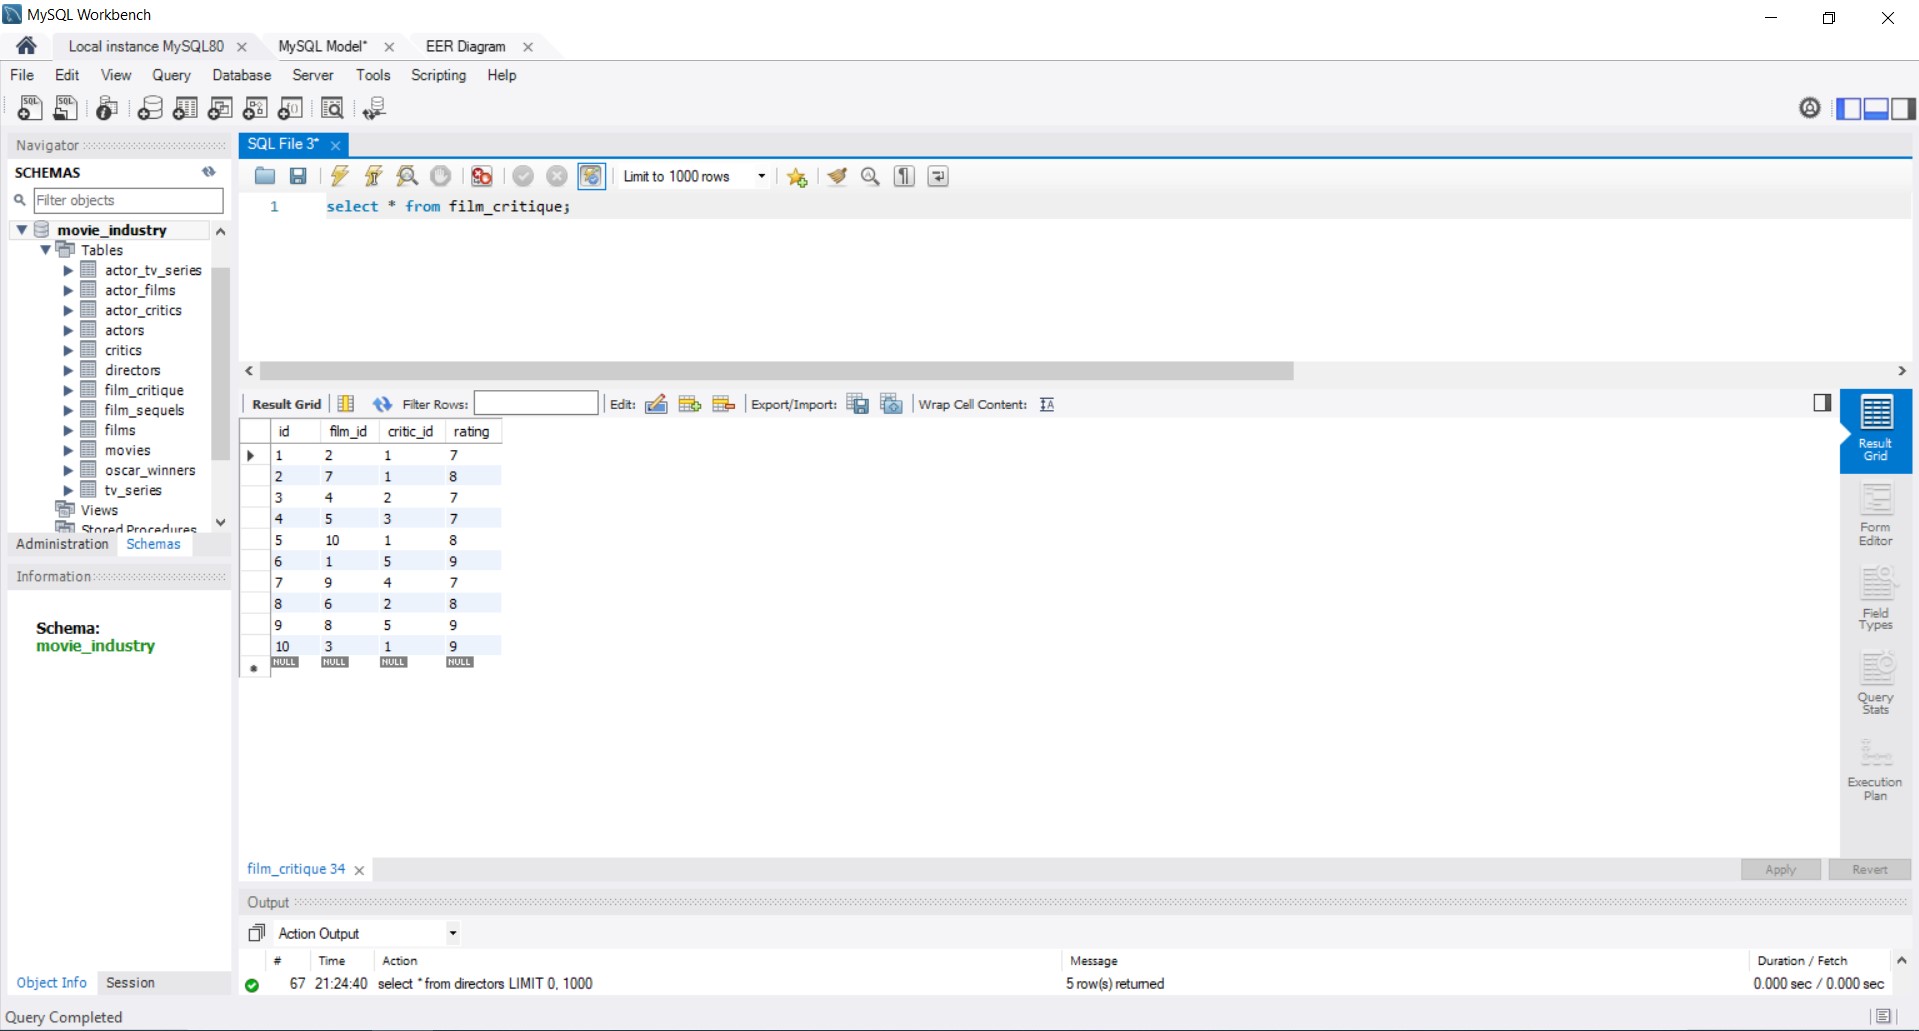 MySQL Workbench
Local instance MySQL80
MySQL Model*
EER Diagram
File Edit View Query Database Server Tools Scripting Help
Navigator
SCHEMAS
Filter objects
movie_industry
Tables
actor_tv_series
actor_films
actor_critics
actors
critics
directors
film_critique
film_sequels
films
movies
oscar_winners
tv_series
Views
Stored Procedures
Administration Schemas
Information
Schema:
movie_industry
Object Info Session
SQL File 3*
Limit to 1000 rows
1 select * from film_critique;
Result Grid Filter Rows: Edit: Export/Import: Wrap Cell Content:
id film_id critic_id rating
1 2 1 7
2 7 1 8
3 4 2 7
4 5 3 7
5 10 1 8
6 1 5 9
7 9 4 7
8 6 2 8
9 8 5 9
10 3 1 9
NULL NULL NULL NULL
Result
Grid
Form
Editor
Field
Types
Query
Stats
Execution
Plan
film_critique 34
Apply Revert
Output
Action Output
# Time Action Message Duration / Fetch
67 21:24:40 select * from directors LIMIT 0, 1000 5 row(s) returned 0.000 sec / 0.000 sec
Query Completed